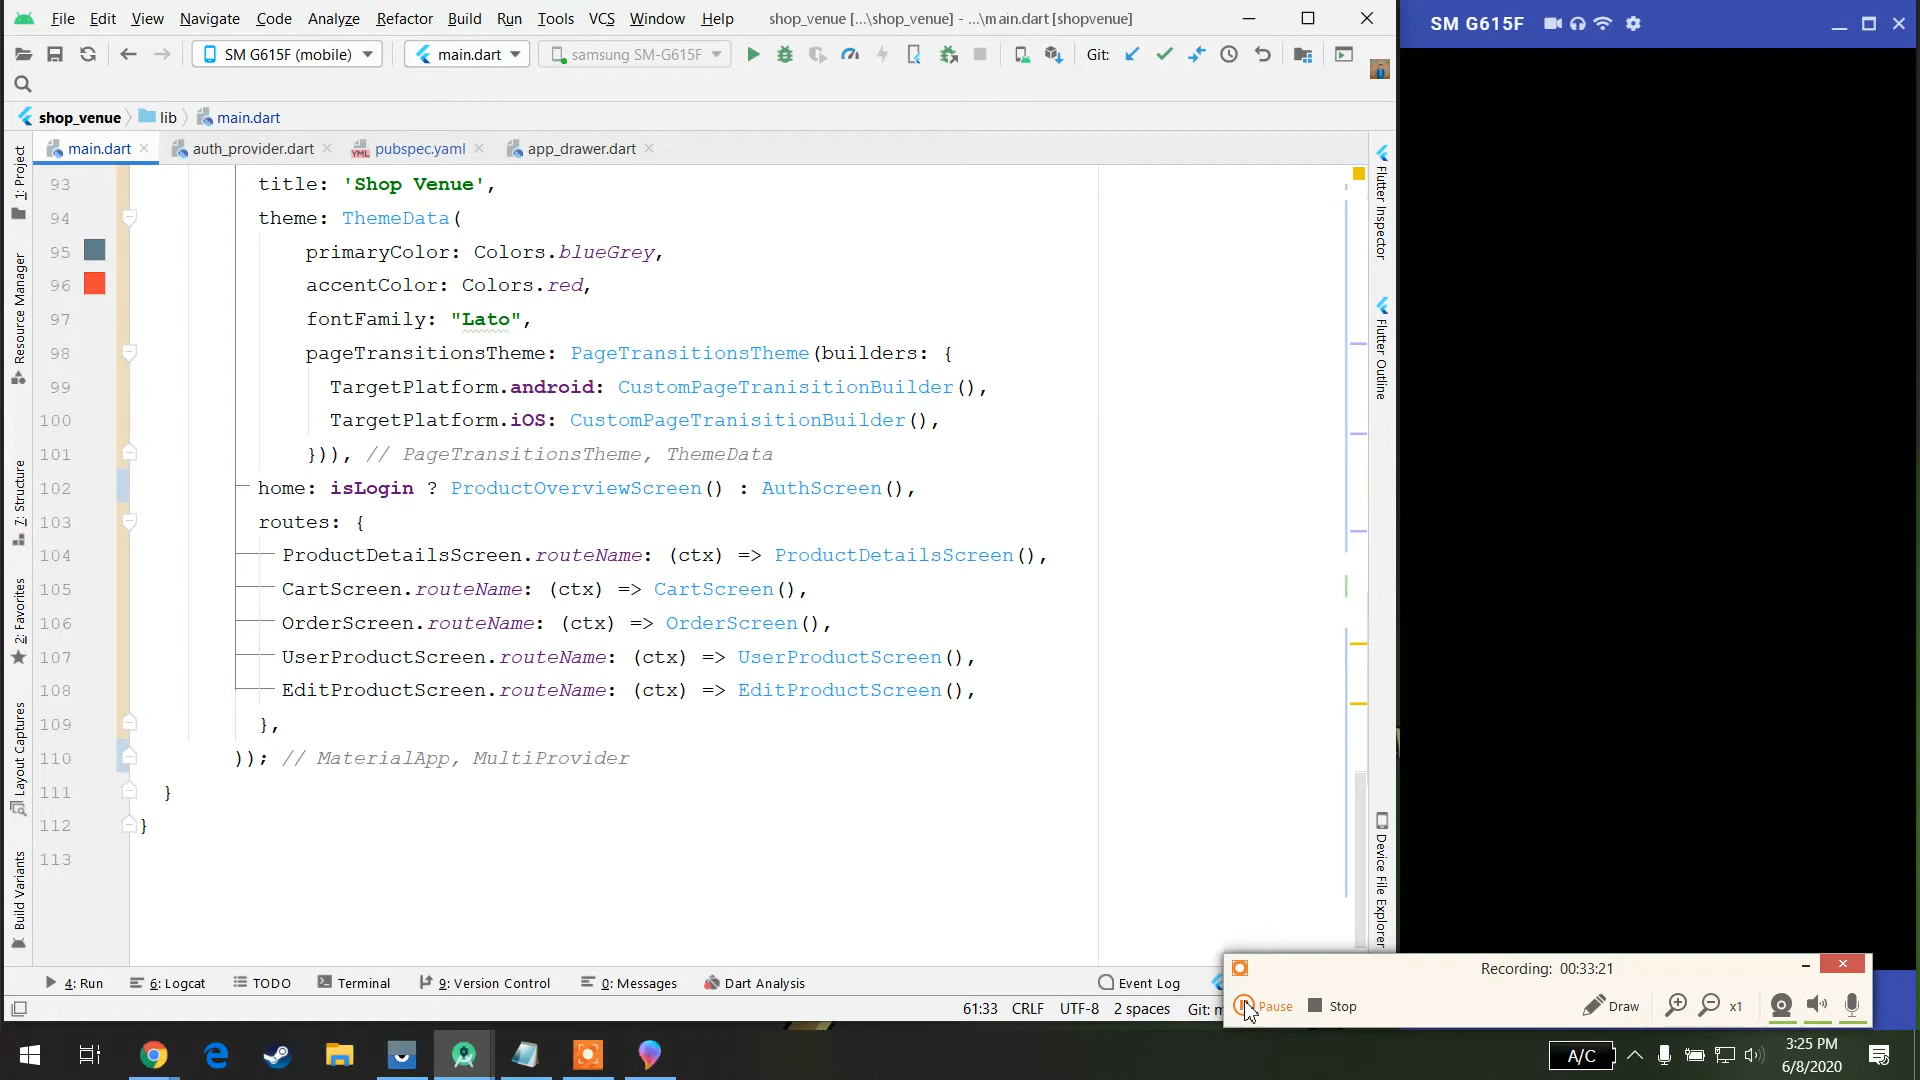 File Edit View Navigate Code Analyze Refactor Build Run Tools VCS Window Help shop_venue [...\shop_venue] - ...\main.dart [shopvenue]
SM G615F
SM G615F (mobile) main.dart samsung SM-G615F Git:
shop_venue lib main.dart
main.dart auth_provider.dart YML pubspec.yaml app_drawer.dart
93 title: 'Shop Venue',
94 theme: ThemeData(
95 primaryColor: Colors.blueGrey,
96 accentColor: Colors.red,
97 fontFamily: "Lato",
98 pageTransitionsTheme: PageTransitionsTheme(builders: {
99 TargetPlatform.android: CustomPageTranisitionBuilder(),
100 TargetPlatform.iOS: CustomPageTranisitionBuilder(),
101 })), // PageTransitionsTheme, ThemeData
102 home: isLogin ? ProductOverviewScreen() : AuthScreen(),
103 routes: {
104 ProductDetailsScreen.routeName: (ctx) => ProductDetailsScreen(),
105 CartScreen.routeName: (ctx) => CartScreen(),
106 OrderScreen.routeName: (ctx) => OrderScreen(),
107 UserProductScreen.routeName: (ctx) => UserProductScreen(),
108 EditProductScreen.routeName: (ctx) => EditProductScreen(),
109 },
110 )); // MaterialApp, MultiProvider
111 }
112 }
113
1: Project
Resource Manager
7: Structure
2: Favorites
Layout Captures
Build Variants
Flutter Inspector
Flutter Outline
Device File Explorer
4: Run 6: Logcat TODO Terminal 9: Version Control 0: Messages Dart Analysis Event Log
61:33 CRLF UTF-8 2 spaces Git: m
Recording: 00:33:21
Pause Stop Draw x1
A/C
3:25 PM
6/8/2020